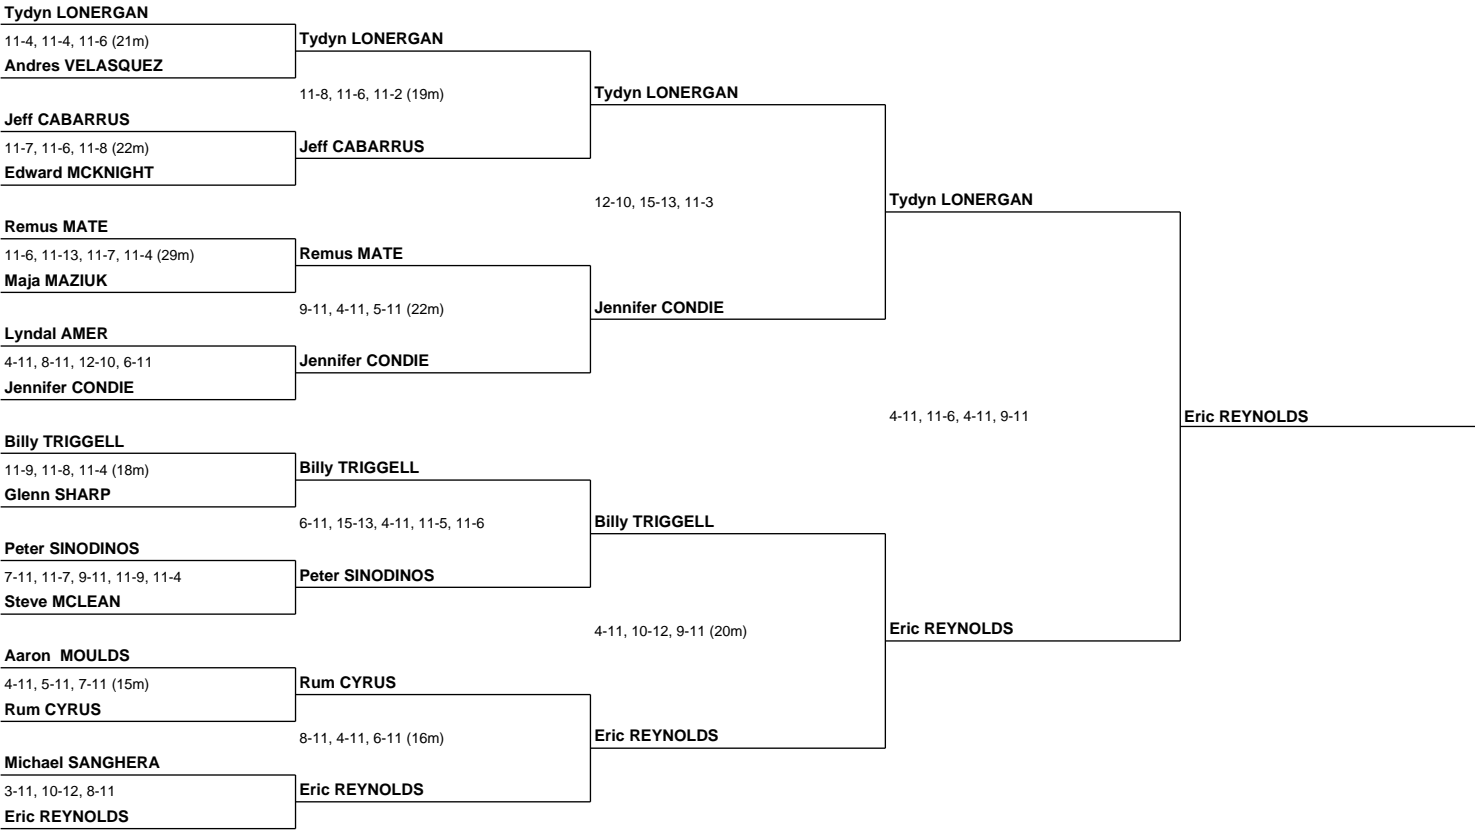 Tydyn LONERGAN
11-4, 11-4, 11-6 (21m)
Andres VELASQUEZ
Jeff CABARRUS
11-7, 11-6, 11-8 (22m)
Edward MCKNIGHT
Remus MATE
11-6, 11-13, 11-7, 11-4 (29m)
Maja MAZIUK
Lyndal AMER
4-11, 8-11, 12-10, 6-11
Jennifer CONDIE
Billy TRIGGELL
11-9, 11-8, 11-4 (18m)
Glenn SHARP
Peter SINODINOS
7-11, 11-7, 9-11, 11-9, 11-4
Steve MCLEAN
Aaron  MOULDS
4-11, 5-11, 7-11 (15m)
Rum CYRUS
Michael SANGHERA
3-11, 10-12, 8-11
Eric REYNOLDS
Tydyn LONERGAN
11-8, 11-6, 11-2 (19m)
Jeff CABARRUS
Remus MATE
9-11, 4-11, 5-11 (22m)
Jennifer CONDIE
Billy TRIGGELL
6-11, 15-13, 4-11, 11-5, 11-6
Peter SINODINOS
Rum CYRUS
8-11, 4-11, 6-11 (16m)
Eric REYNOLDS
Tydyn LONERGAN
12-10, 15-13, 11-3
Jennifer CONDIE
Billy TRIGGELL
4-11, 10-12, 9-11 (20m)
Eric REYNOLDS
Tydyn LONERGAN
4-11, 11-6, 4-11, 9-11
Eric REYNOLDS
Eric REYNOLDS